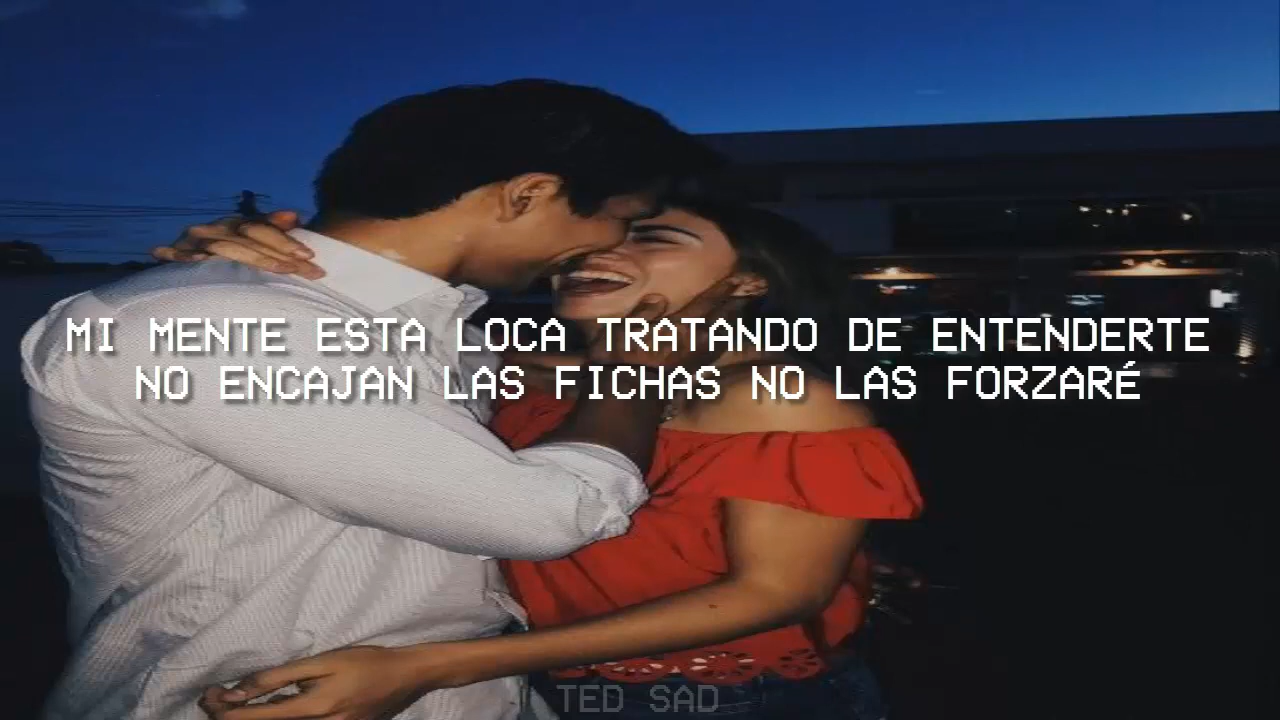 MI MENTE ESTA LOCA TRATANDO DE ENTENDERTE
NO ENCAJAN LAS FICHAS NO LAS FORZARÉ
TED SAD